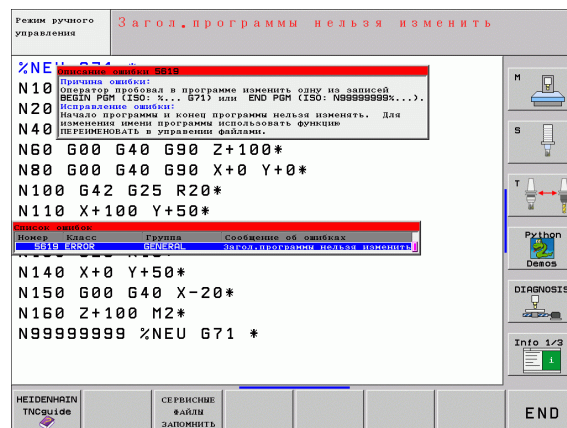 Режим ручного
управления
Загол.программы нельзя изменить
%NEU G71 *
Описание ошибки 5819
Причина ошибки:
Оператор пробовал в программе изменить одну из записей
BEGIN PGM (ISO: %... G71) или END PGM (ISO: N99999999%...).
Исправление ошибки:
Начало программы и конец программы нельзя изменять. Для
изменения имени программы использовать функцию
ПЕРЕИМЕНОВАТЬ в управлении файлами.
N10
N20
N40
N60 G00 G40 G90 Z+100*
N80 G00 G40 G90 X+0 Y+0*
N100 G42 G25 R20*
N110 X+100 Y+50*
Список ошибок
Номер Класс Группа Сообщение об ошибках
5819 ERROR GENERAL Загол.программы нельзя изменить
N140 X+0 Y+50*
N150 G00 G40 X-20*
N160 Z+100 M2*
N99999999 %NEU G71 *
M
S
T
Python
Demos
DIAGNOSIS
Info 1/3
HEIDENHAIN
TNCguide
СЕРВИСНЫЕ
ФАЙЛЫ
ЗАПОМНИТЬ
END